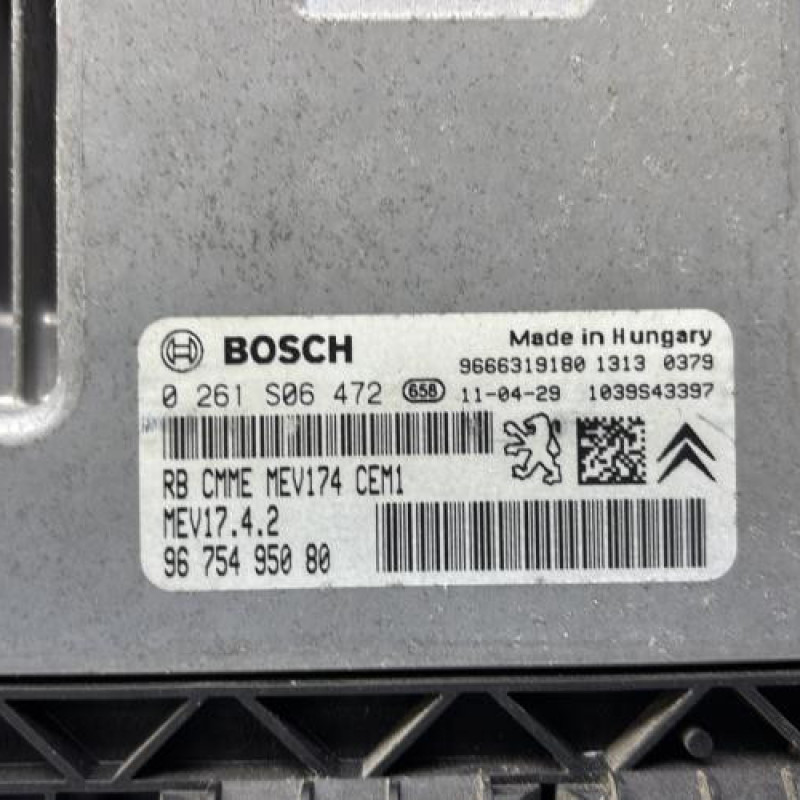 BOSCH
Made in Hungary
9666319180 1313 0379
0 261 S06 472 658 11-04-29 1039S43397
RB CMME MEV174 CEM1
MEV17.4.2
96 754 950 80